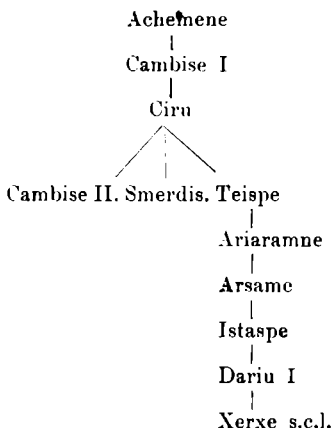 Achemene
Cambise I
Ciru
Cambise II. Smerdis. Teispe
Ariaramne
Arsame
Istaspe
Dariu I
Xerxe s.c.l.